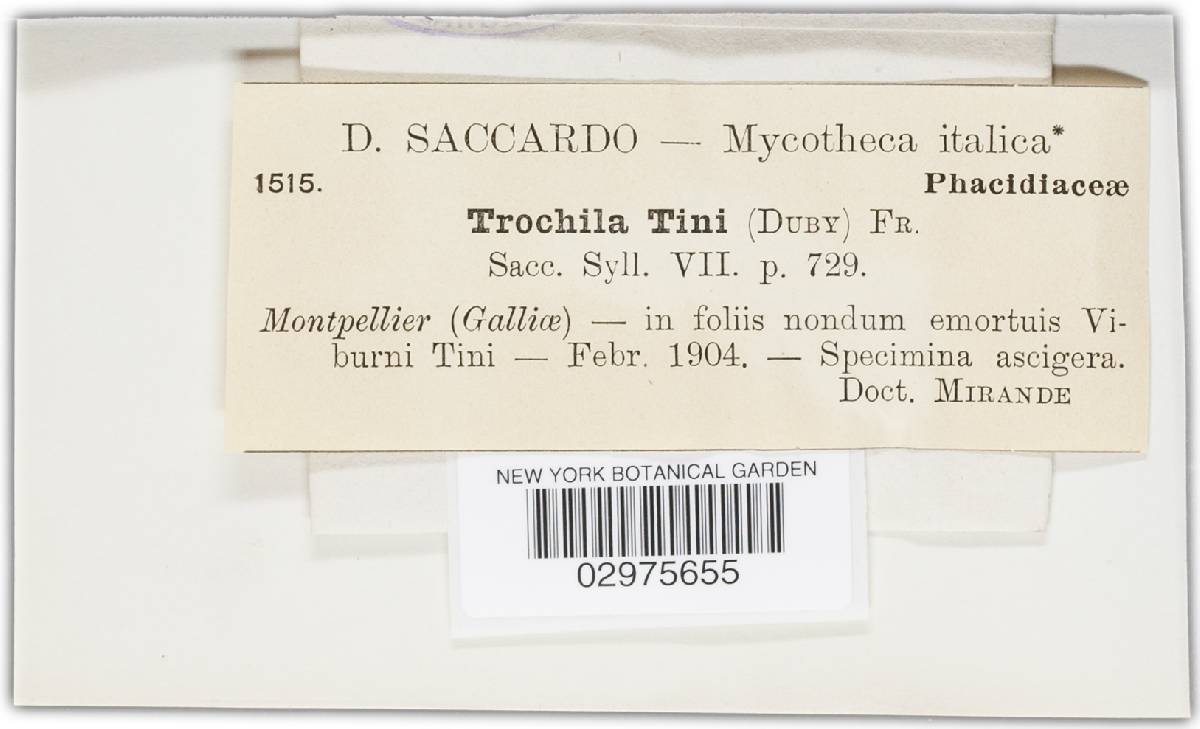 D. SACCARDO — Mycotheca italica*
1515.
Phacidiaceæ
Trochila Tini (DUBY) FR.
Sacc. Syll. VII. p. 729.
Montpellier (Galliæ) — in foliis nondum emortuis Vi-
burni Tini — Febr. 1904. — Specimina ascigera.
Doct. MIRANDE
NEW YORK BOTANICAL GARDEN
02975655